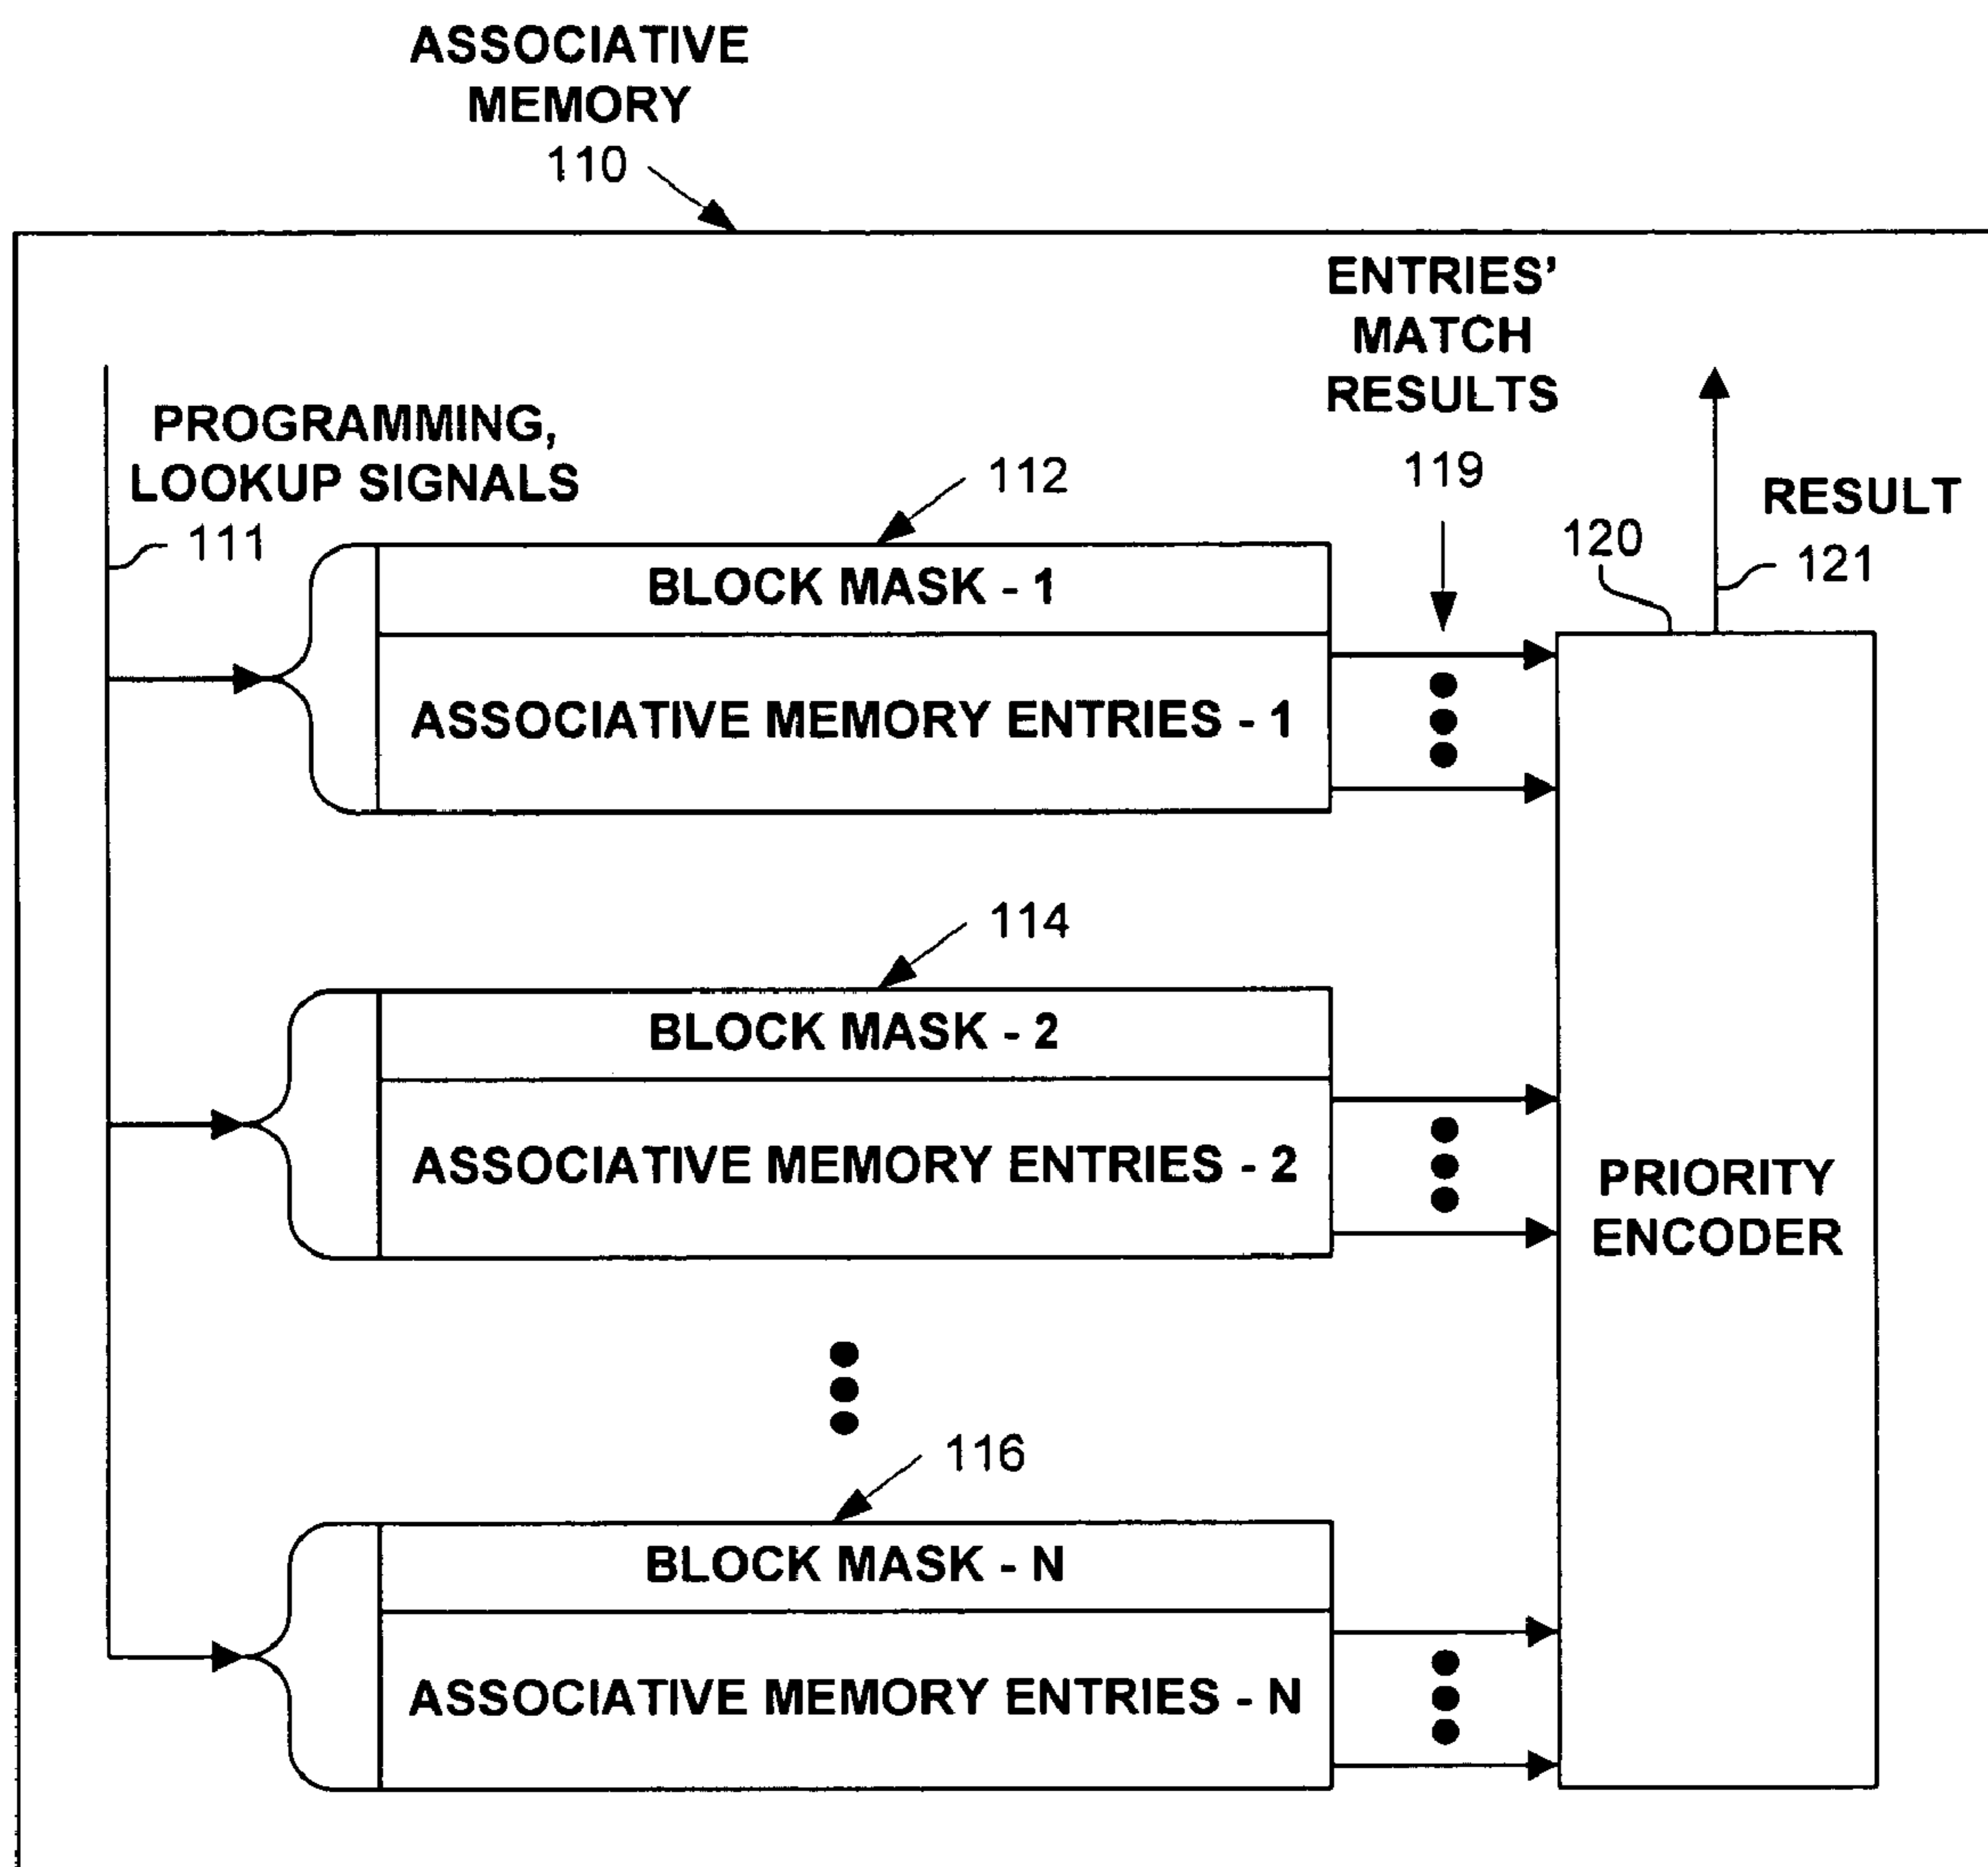 ASSOCIATIVE
MEMORY
110
ENTRIES’
MATCH
RESULTS
119
PROGRAMMING,
LOOKUP SIGNALS
111
112
RESULT
121
120
BLOCK MASK - 1
ASSOCIATIVE MEMORY ENTRIES - 1
114
BLOCK MASK - 2
ASSOCIATIVE MEMORY ENTRIES - 2
PRIORITY
ENCODER
116
BLOCK MASK - N
ASSOCIATIVE MEMORY ENTRIES - N